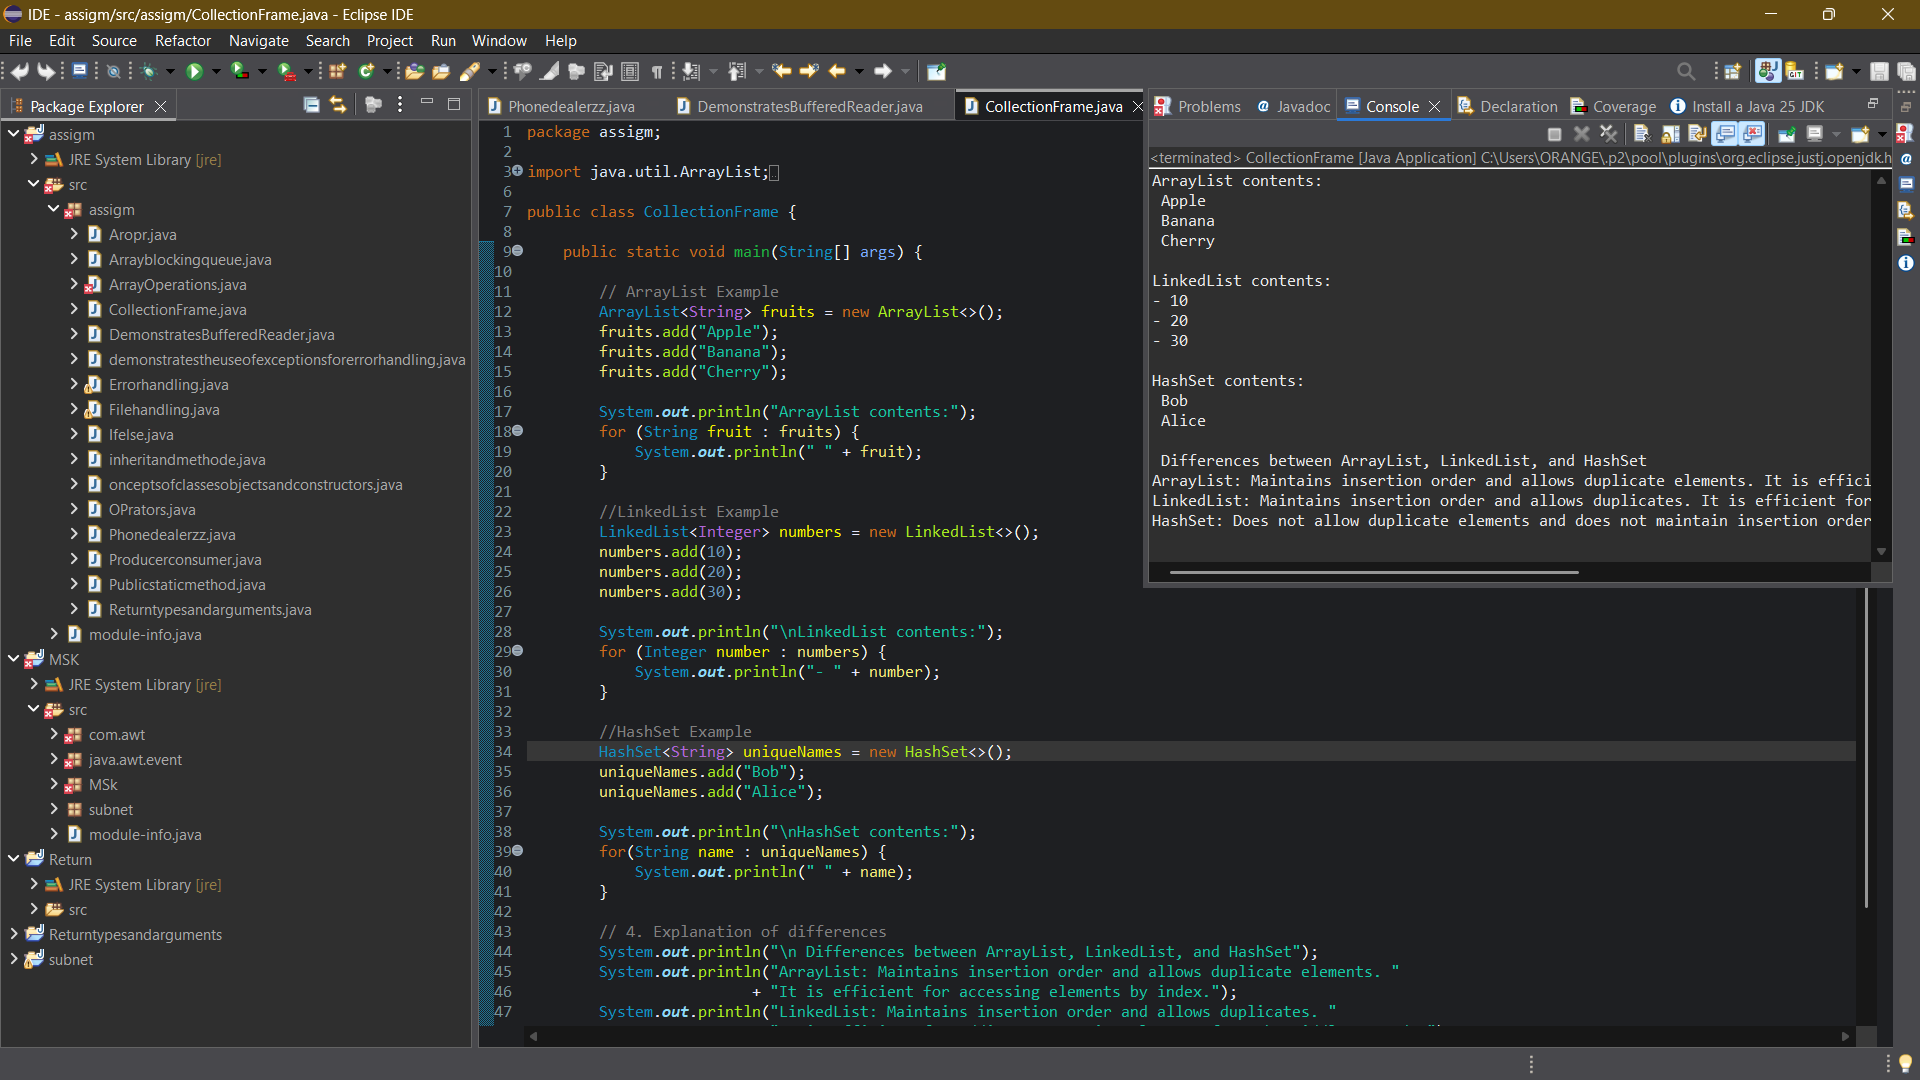 IDE - assigm/src/assigm/CollectionFrame.java - Eclipse IDE
File Edit Source Refactor Navigate Search Project Run Window Help
Package Explorer
assigm
JRE System Library [jre]
src
assigm
Aropr.java
Arrayblockingqueue.java
ArrayOperations.java
CollectionFrame.java
DemonstratesBufferedReader.java
demonstratestheuseofexceptionsforerrorhandling.java
Errorhandling.java
Filehandling.java
Ifelse.java
inheritandmethode.java
onceptsofclassesobjectsandconstructors.java
OPrators.java
Phonedealerzz.java
Producerconsumer.java
Publicstaticmethod.java
Returntypesandarguments.java
module-info.java
MSK
JRE System Library [jre]
src
com.awt
java.awt.event
MSk
subnet
module-info.java
Return
JRE System Library [jre]
src
Returntypesandarguments
subnet
Phonedealerzz.java DemonstratesBufferedReader.java CollectionFrame.java
1 package assigm;
2
3 import java.util.ArrayList;
6
7 public class CollectionFrame {
8
9 public static void main(String[] args) {
10
11 // ArrayList Example
12 ArrayList<String> fruits = new ArrayList<>();
13 fruits.add("Apple");
14 fruits.add("Banana");
15 fruits.add("Cherry");
16
17 System.out.println("ArrayList contents:");
18 for (String fruit : fruits) {
19 System.out.println(" " + fruit);
20 }
21
22 //LinkedList Example
23 LinkedList<Integer> numbers = new LinkedList<>();
24 numbers.add(10);
25 numbers.add(20);
26 numbers.add(30);
27
28 System.out.println("\nLinkedList contents:");
29 for (Integer number : numbers) {
30 System.out.println("- " + number);
31 }
32
33 //HashSet Example
34 HashSet<String> uniqueNames = new HashSet<>();
35 uniqueNames.add("Bob");
36 uniqueNames.add("Alice");
37
38 System.out.println("\nHashSet contents:");
39 for(String name : uniqueNames) {
40 System.out.println(" " + name);
41 }
42
43 // 4. Explanation of differences
44 System.out.println("\n Differences between ArrayList, LinkedList, and HashSet");
45 System.out.println("ArrayList: Maintains insertion order and allows duplicate elements. "
46 + "It is efficient for accessing elements by index.");
47 System.out.println("LinkedList: Maintains insertion order and allows duplicates. "
Problems @ Javadoc Console Declaration Coverage Install a Java 25 JDK
<terminated> CollectionFrame [Java Application] C:\Users\ORANGE\.p2\pool\plugins\org.eclipse.justj.openjdk.h
ArrayList contents:
Apple
Banana
Cherry
LinkedList contents:
- 10
- 20
- 30
HashSet contents:
Bob
Alice
Differences between ArrayList, LinkedList, and HashSet
ArrayList: Maintains insertion order and allows duplicate elements. It is effici
LinkedList: Maintains insertion order and allows duplicates. It is efficient for
HashSet: Does not allow duplicate elements and does not maintain insertion order